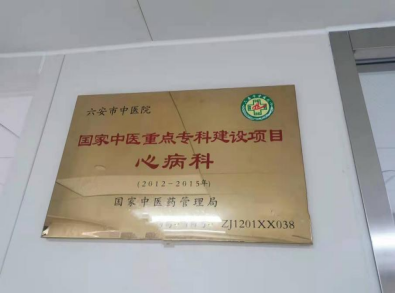 六安市中医院
国家中医重点专科建设项目
心病科
(2012-2015年)
国家中医药管理局
ZJ1201XX038